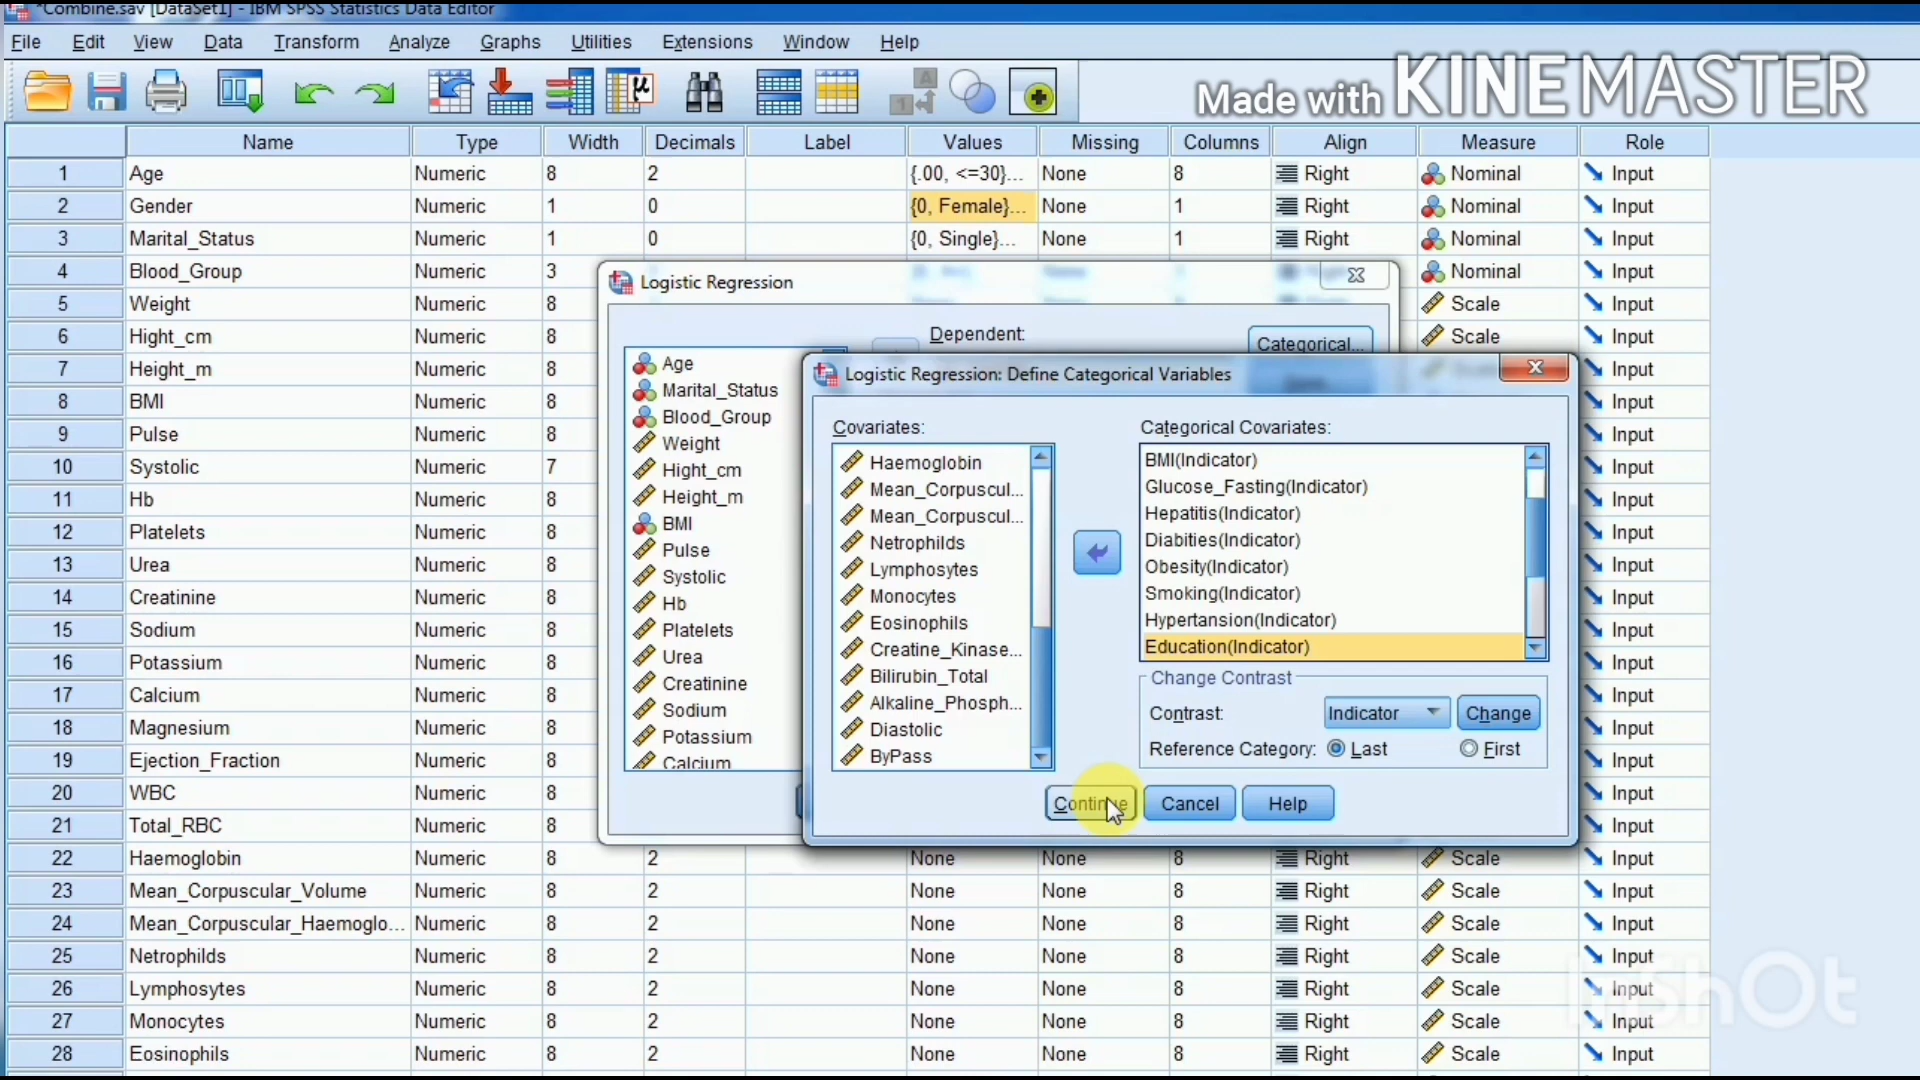 *Combine.sav [DataSet1] - IBM SPSS Statistics Data Editor
File Edit View Data Transform Analyze Graphs Utilities Extensions Window Help
Made with KINEMASTER
Name Type Width Decimals Label Values Missing Columns Align Measure Role
1 Age Numeric 8 2 {.00, <=30}... None 8 Right Nominal Input
2 Gender Numeric 1 0 {0, Female}... None 1 Right Nominal Input
3 Marital_Status Numeric 1 0 {0, Single}... None 1 Right Nominal Input
4 Blood_Group Numeric 3 Nominal Input
5 Weight Numeric 8 Scale Input
6 Hight_cm Numeric 8 Scale Input
7 Height_m Numeric 8 Input
8 BMI Numeric 8 Input
9 Pulse Numeric 8 Input
10 Systolic Numeric 7 Input
11 Hb Numeric 8 Input
12 Platelets Numeric 8 Input
13 Urea Numeric 8 Input
14 Creatinine Numeric 8 Input
15 Sodium Numeric 8 Input
16 Potassium Numeric 8 Input
17 Calcium Numeric 8 Input
18 Magnesium Numeric 8 Input
19 Ejection_Fraction Numeric 8 Input
20 WBC Numeric 8 Input
21 Total_RBC Numeric 8 Input
22 Haemoglobin Numeric 8 2 None None 8 Right Scale Input
23 Mean_Corpuscular_Volume Numeric 8 2 None None 8 Right Scale Input
24 Mean_Corpuscular_Haemoglo... Numeric 8 2 None None 8 Right Scale Input
25 Netrophilds Numeric 8 2 None None 8 Right Scale Input
26 Lymphosytes Numeric 8 2 None None 8 Right Scale Input
27 Monocytes Numeric 8 2 None None 8 Right Scale Input
28 Eosinophils Numeric 8 2 None None 8 Right Scale Input
Logistic Regression
Dependent:
Categorical...
Age
Marital_Status
Blood_Group
Weight
Hight_cm
Height_m
BMI
Pulse
Systolic
Hb
Platelets
Urea
Creatinine
Sodium
Potassium
Calcium
Logistic Regression: Define Categorical Variables
Covariates:
Haemoglobin
Mean_Corpuscul...
Mean_Corpuscul...
Netrophilds
Lymphosytes
Monocytes
Eosinophils
Creatine_Kinase...
Bilirubin_Total
Alkaline_Phosph...
Diastolic
ByPass
Categorical Covariates:
BMI(Indicator)
Glucose_Fasting(Indicator)
Hepatitis(Indicator)
Diabities(Indicator)
Obesity(Indicator)
Smoking(Indicator)
Hypertansion(Indicator)
Education(Indicator)
Change Contrast
Contrast: Indicator Change
Reference Category: Last First
Continue Cancel Help
InShOt